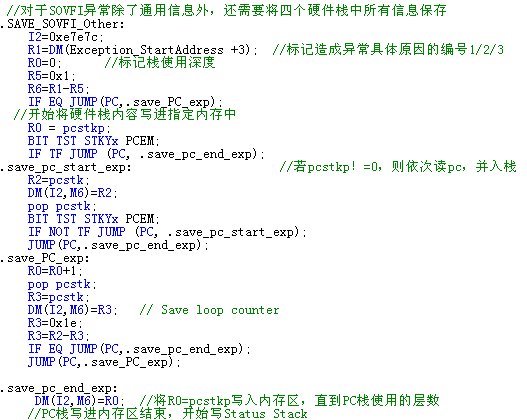 //对于SOVFI异常除了通用信息外，还需要将四个硬件栈中所有信息保存
.SAVE_SOVFI_Other:
I2=0xe7e7c;
R1=DM(Exception_StartAddress +3);  //标记造成异常具体原因的编号1/2/3
R0=0;     //标记栈使用深度
R5=0x1;
R6=R1-R5;
IF EQ JUMP(PC,.save_PC_exp);
//开始将硬件栈内容写进指定内存中
R0 = pcstkp;
BIT TST STKYx PCEM;
IF TF JUMP (PC, .save_pc_end_exp);
.save_pc_start_exp:     //若pcstkp！=0，则依次读pc，并入栈
R2=pcstk;
DM(I2,M6)=R2;
pop pcstk;
BIT TST STKYx PCEM;
IF NOT TF JUMP (PC, .save_pc_start_exp);
JUMP(PC,.save_pc_end_exp);
.save_PC_exp:
R0=R0+1;
pop pcstk;
R3=pcstk;
DM(I2,M6)=R3;   // Save loop counter
R3=0x1e;
R3=R2-R3;
IF EQ JUMP(PC,.save_pc_end_exp);
JUMP(PC,.save_PC_exp);
.save_pc_end_exp:
DM(I2,M6)=R0;  //将R0=pcstkp写入内存区，直到PC栈使用的层数
//PC栈写进内存区结束，开始写Status Stack